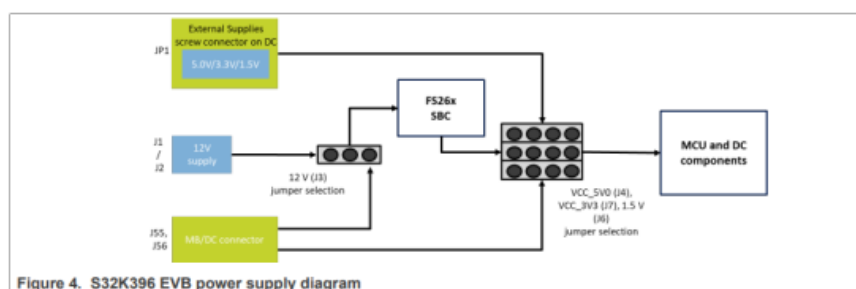 External Supplies
screw connector on DC
JP1
5.0V/3.3V/1.5V
FS26x
SBC
J1
/
J2
12V
supply
MCU and DC
components
12 V (J3)
jumper selection
VCC_5V0 (J4),
VCC_3V3 (J7), 1.5 V
(J6)
jumper selection
J55,
J56
MB/DC connector
Figure 4. S32K396 EVB power supply diagram